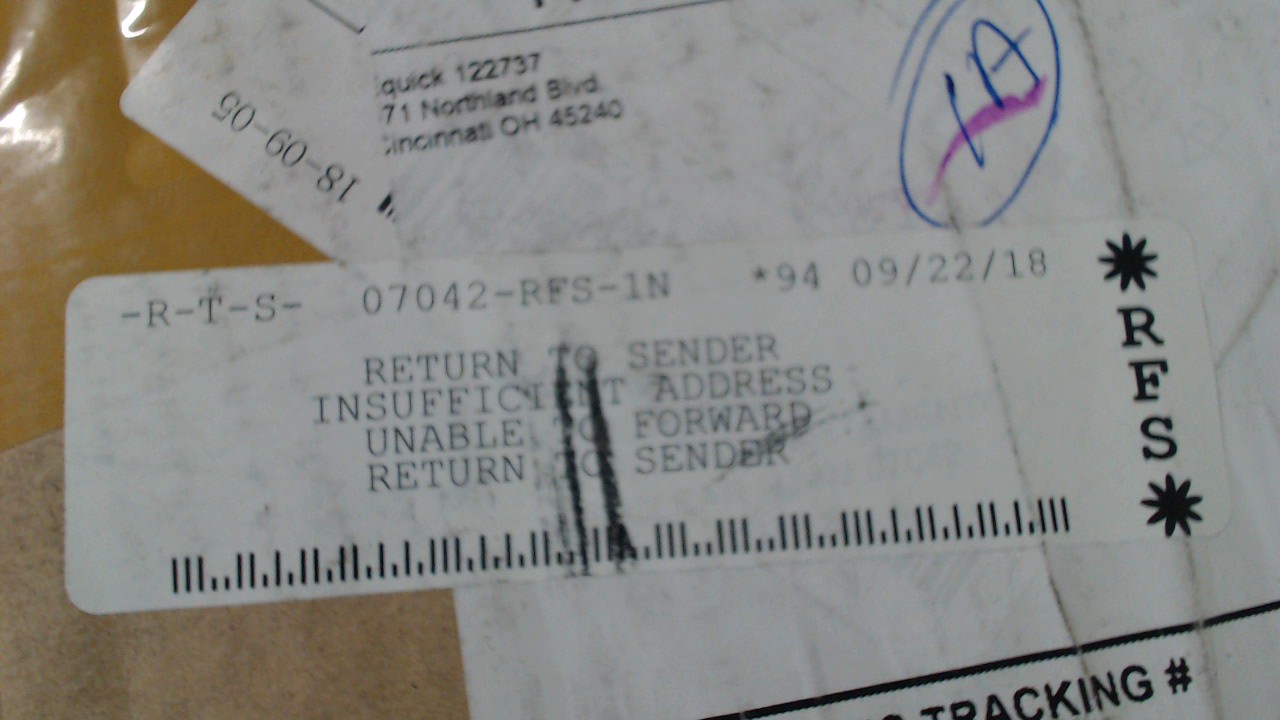 quick 122737
71 Northland Blvd.
incinnati OH 45240
1A
18-09-05
-R-T-S- 07042-RFS-1N *94 09/22/18
RETURN TO SENDER
INSUFFICIENT ADDRESS
UNABLE TO FORWARD
RETURN TO SENDER
*RFS*
TRACKING #